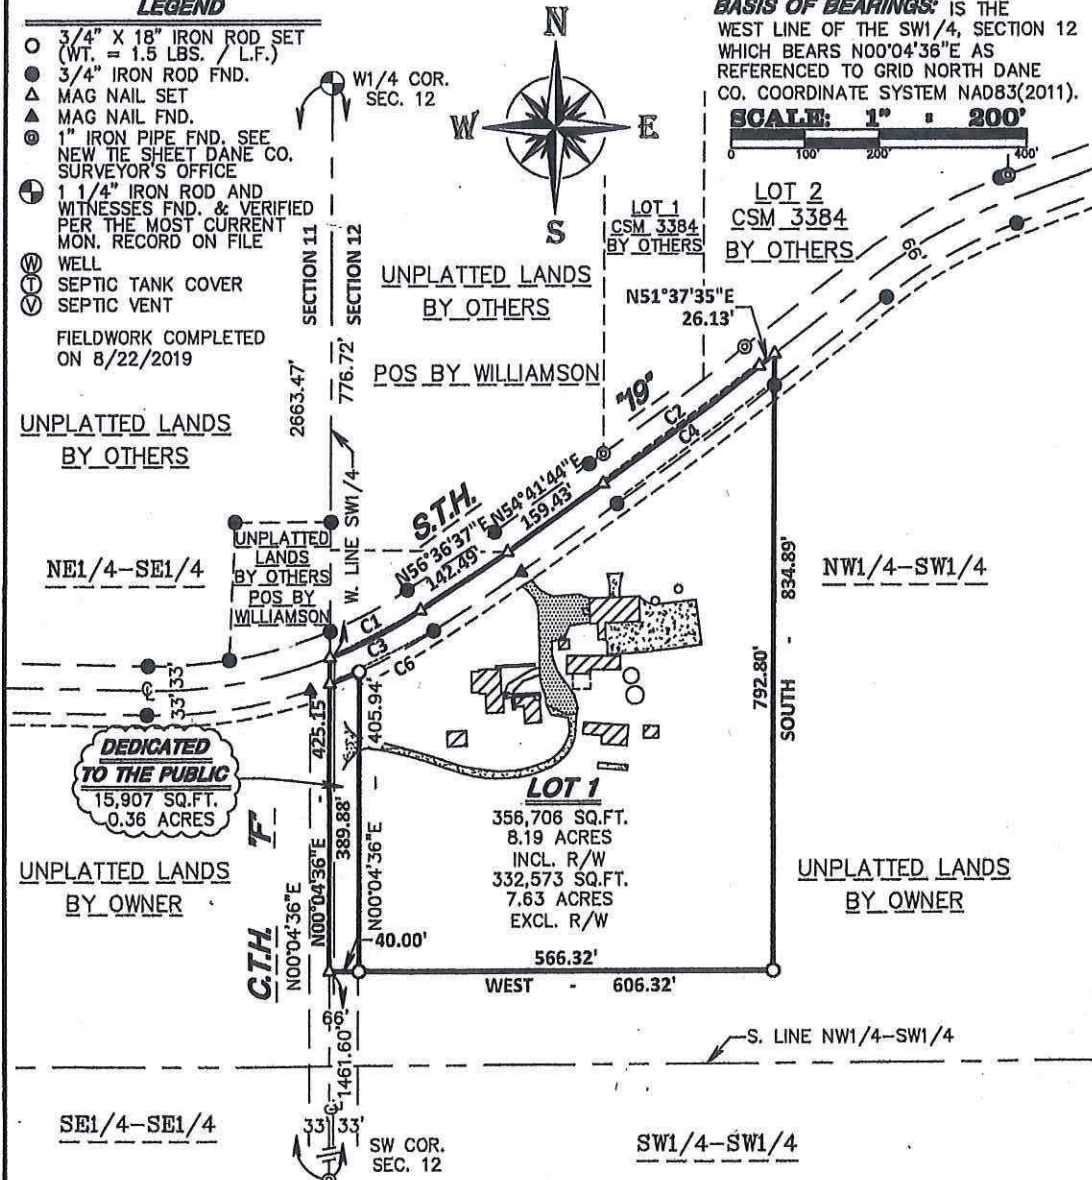 LEGEND
3/4" X 18" IRON ROD SET
(WT. = 1.5 LBS. / L.F.)
3/4" IRON ROD FND.
MAG NAIL SET
MAG NAIL FND.
1" IRON PIPE FND. SEE
NEW TIE SHEET DANE CO.
SURVEYOR'S OFFICE
1 1/4" IRON ROD AND
WITNESSES FND. & VERIFIED
PER THE MOST CURRENT
MON. RECORD ON FILE
W WELL
T SEPTIC TANK COVER
V SEPTIC VENT
FIELDWORK COMPLETED
ON 8/22/2019
W1/4 COR.
SEC. 12
N
W E
S
BASIS OF BEARINGS: IS THE
WEST LINE OF THE SW1/4, SECTION 12
WHICH BEARS N00°04'36"E AS
REFERENCED TO GRID NORTH DANE
CO. COORDINATE SYSTEM NAD83(2011).
SCALE: 1" = 200'
0 100' 200' 400'
SECTION 11
SECTION 12
UNPLATTED LANDS
BY OTHERS
POS BY WILLIAMSON
LOT 1
CSM 3384
BY OTHERS
LOT 2
CSM 3384
BY OTHERS
66'
N51°37'35"E
26.13'
2663.47'
776.72'
W. LINE SW1/4
UNPLATTED LANDS
BY OTHERS
S.T.H. "19"
N56°36'37"E
142.49'
N54°41'44"E
159.43'
C2
C4
NE1/4-SE1/4
UNPLATTED
LANDS
BY OTHERS
POS BY
WILLIAMSON
NW1/4-SW1/4
C1
C3
C6
33' 33'
DEDICATED
TO THE PUBLIC
15,907 SQ.FT.
0.36 ACRES
N00°04'36"E - 425.15'
389.88'
N00°04'36"E - 405.94'
SOUTH - 834.89'
792.80'
LOT 1
356,706 SQ.FT.
8.19 ACRES
INCL. R/W
332,573 SQ.FT.
7.63 ACRES
EXCL. R/W
UNPLATTED LANDS
BY OWNER
UNPLATTED LANDS
BY OWNER
C.T.H. "F"
N00°04'36"E
40.00'
566.32'
WEST - 606.32'
66'
1461.60'
S. LINE NW1/4-SW1/4
SE1/4-SE1/4
33' 33'
SW COR.
SEC. 12
SW1/4-SW1/4